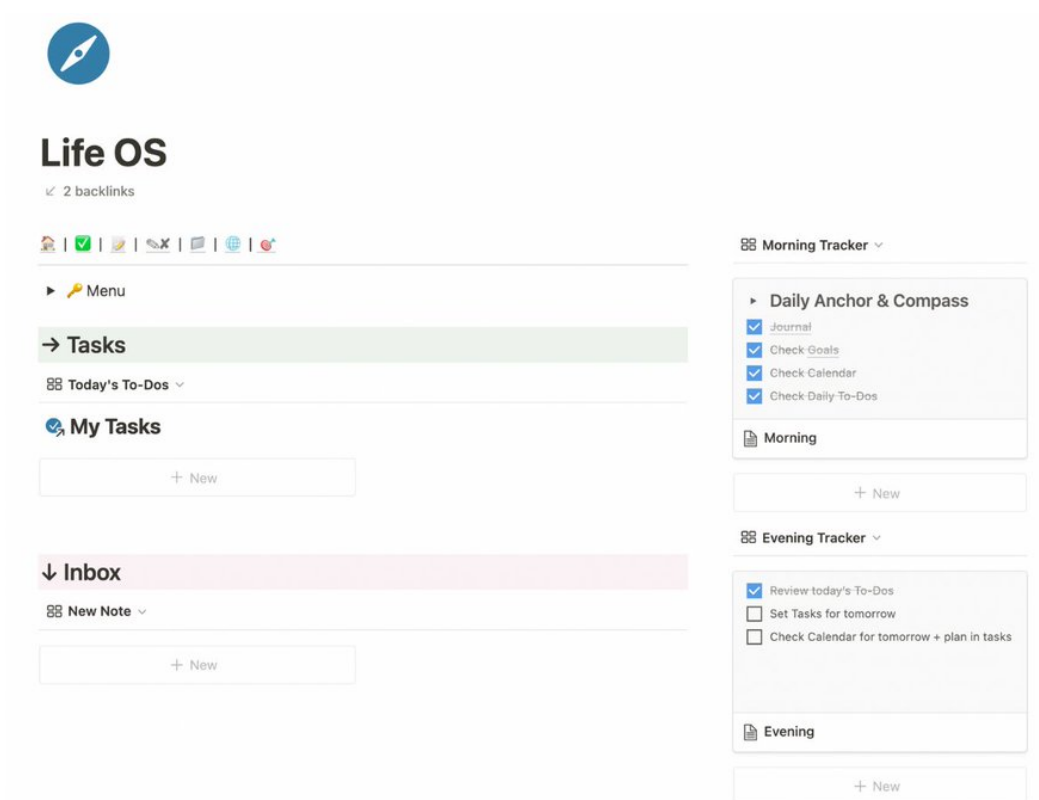 Life OS
↙ 2 backlinks
🏠 | ✅ | 📝 | ✎✘ | 🗂 | 🌐 | 🎯
▶ 🔑 Menu
→ Tasks
Today's To-Dos
My Tasks
+ New
↓ Inbox
New Note
+ New
Morning Tracker
Daily Anchor & Compass
Journal
Check Goals
Check Calendar
Check Daily To-Dos
Morning
+ New
Evening Tracker
Review today's To-Dos
Set Tasks for tomorrow
Check Calendar for tomorrow + plan in tasks
Evening
+ New